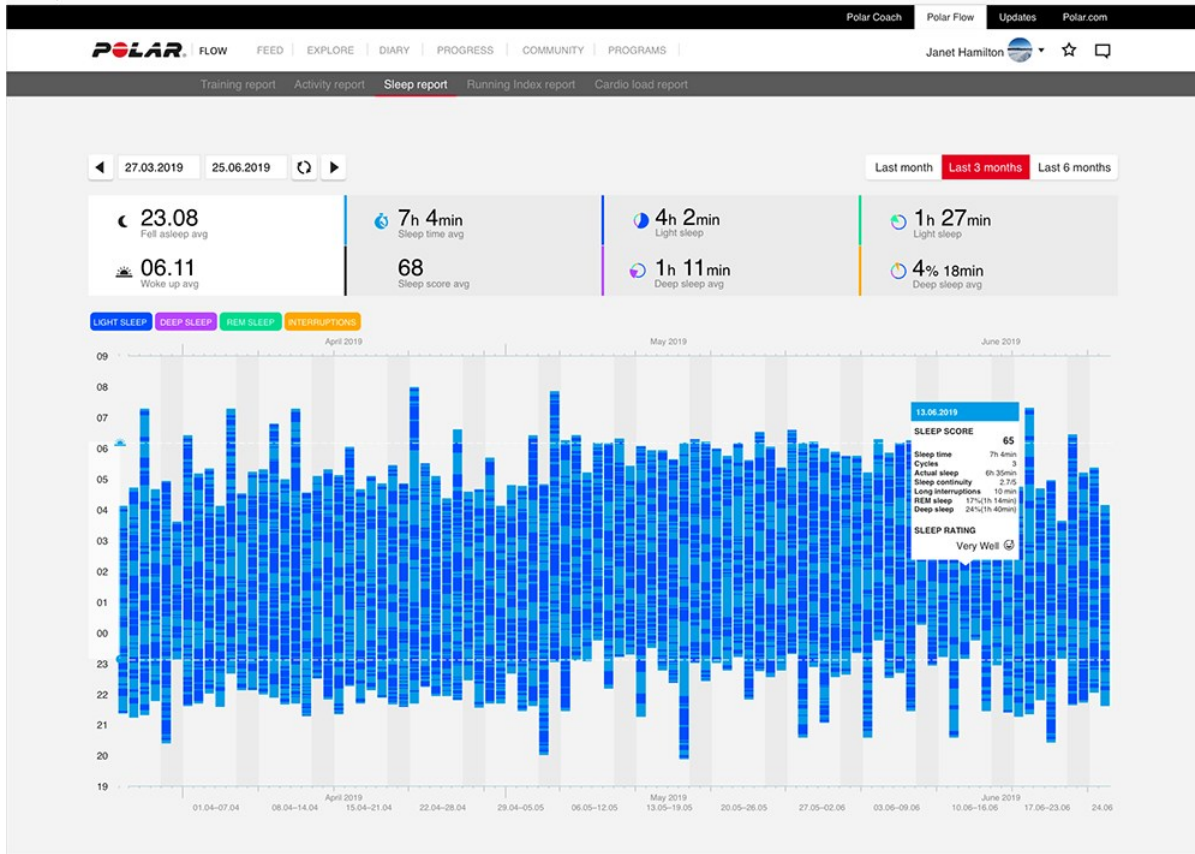 Polar Coach Polar Flow Updates Polar.com
POLAR. FLOW FEED EXPLORE DIARY PROGRESS COMMUNITY PROGRAMS Janet Hamilton
Training report Activity report Sleep report Running Index report Cardio load report
27.03.2019 25.06.2019 Last month Last 3 months Last 6 months
23.08
Fell asleep avg
06.11
Woke up avg
7h 4min
Sleep time avg
68
Sleep score avg
4h 2min
Light sleep
1h 11min
Deep sleep avg
1h 27min
Light sleep
4% 18min
Deep sleep avg
LIGHT SLEEP DEEP SLEEP REM SLEEP INTERRUPTIONS
April 2019 May 2019 June 2019
09
08
07
06
05
04
03
02
01
00
23
22
21
20
19
13.06.2019
SLEEP SCORE
65
Sleep time 7h 4min
Cycles 3
Actual sleep 6h 35min
Sleep continuity 2.7/5
Long interruptions 10 min
REM sleep 17%(1h 14min)
Deep sleep 24%(1h 40min)
SLEEP RATING
Very Well
April 2019 May 2019 June 2019
01.04–07.04 08.04–14.04 15.04–21.04 22.04–28.04 29.04–05.05 06.05–12.05 13.05–19.05 20.05–26.05 27.05–02.06 03.06–09.06 10.06–16.06 17.06–23.06 24.06